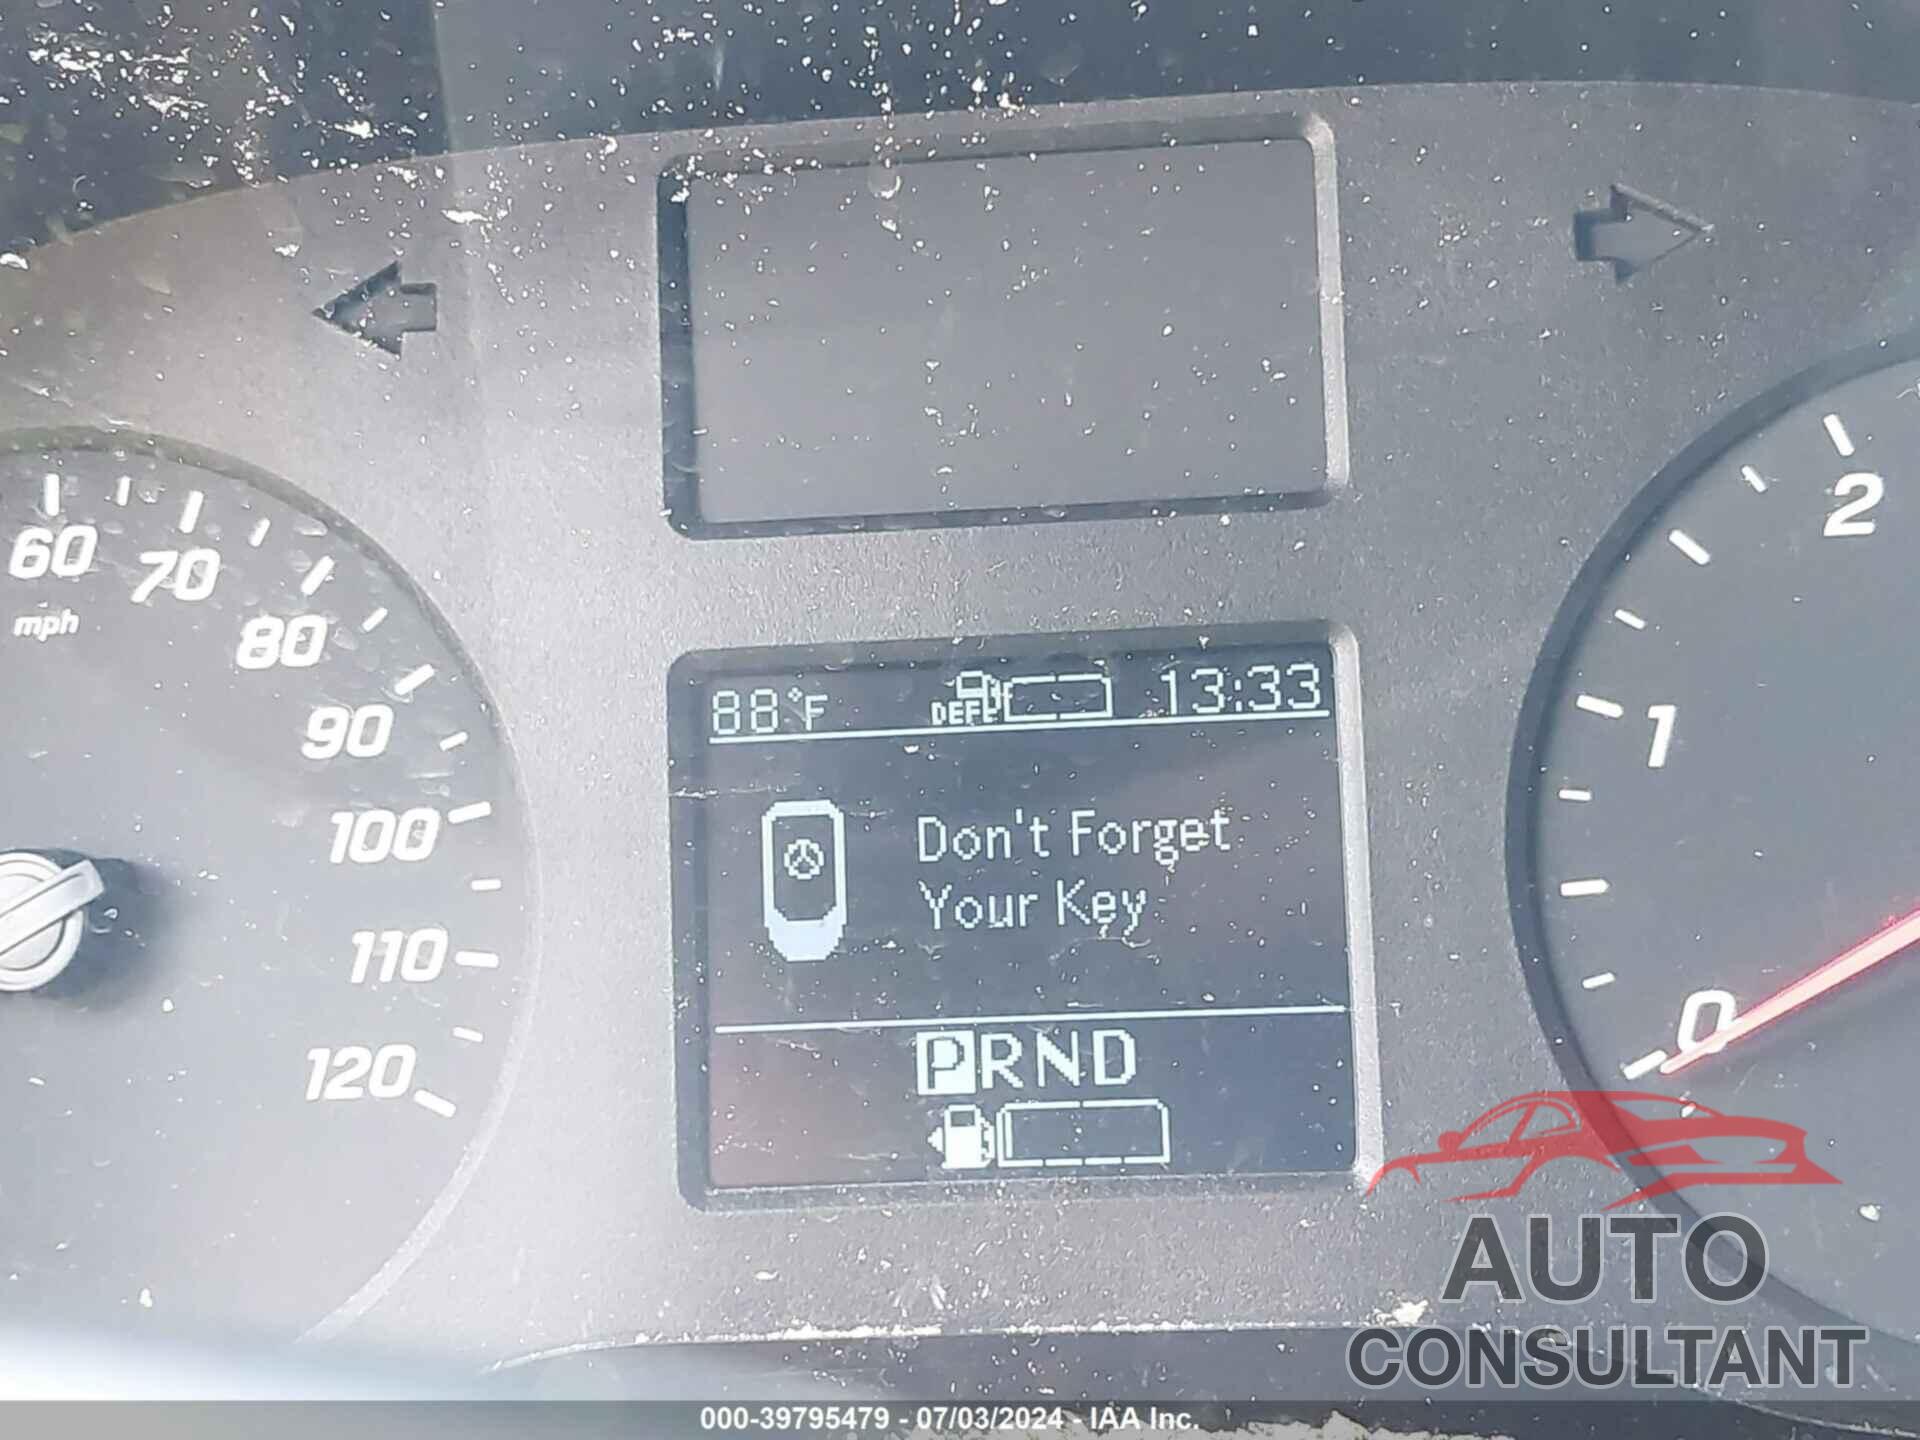 60
70
mph
80
90
100
110
120
88°F DEF 13:33
Don't Forget
Your Key
PRND
2
1
0
AUTO
CONSULTANT
000-39795479 - 07/03/2024 - IAA Inc.